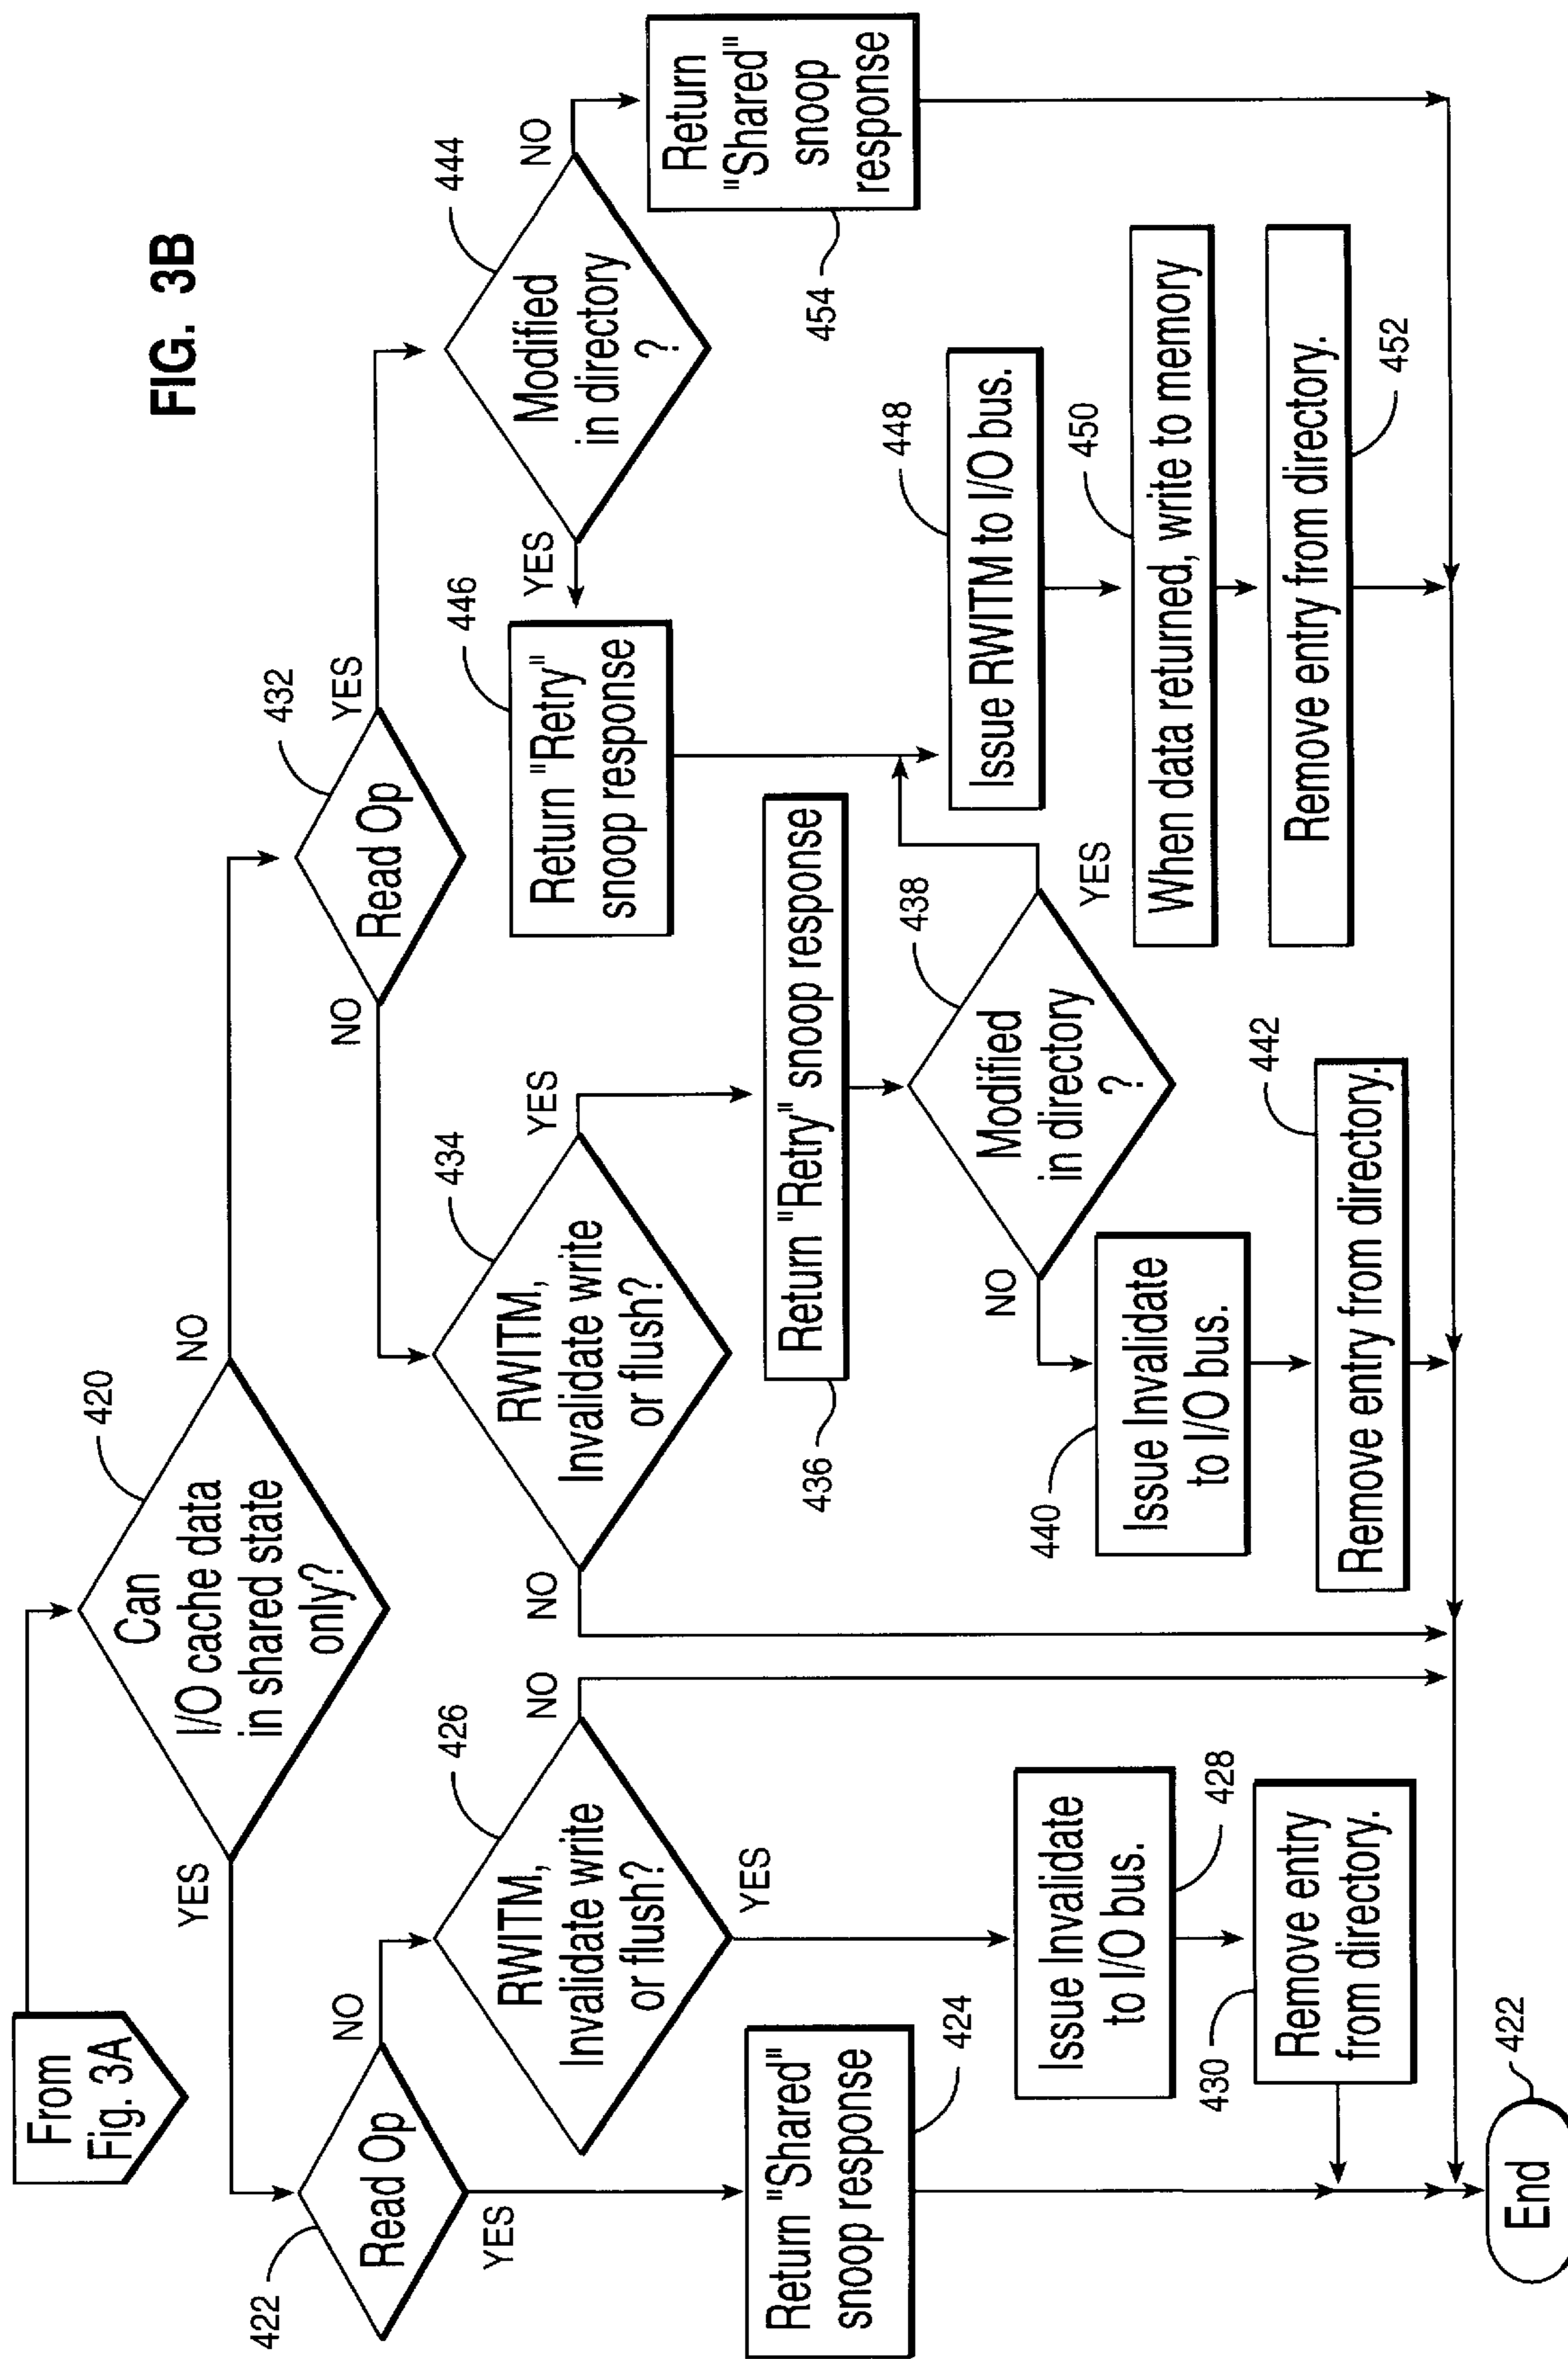 FIG. 3B
From
Fig. 3A
420
Can
I/O cache data
in shared state
only?
YES
NO
422
Read Op
NO
YES
432
Read Op
NO
YES
426
RWITM,
Invalidate write
or flush?
NO
YES
434
RWITM,
Invalidate write
or flush?
NO
YES
444
Modified
in directory
?
YES
NO
446
Return "Retry"
snoop response
Return
"Shared"
snoop
response
454
Return "Shared"
snoop response
424
Return "Retry" snoop response
436
438
Modified
in directory
?
NO
YES
448
Issue RWITM to I/O bus.
Issue Invalidate
to I/O bus.
428
440
Issue Invalidate
to I/O bus.
450
When data returned, write to memory
430
Remove entry
from directory.
442
Remove entry from directory.
Remove entry from directory.
452
422
End